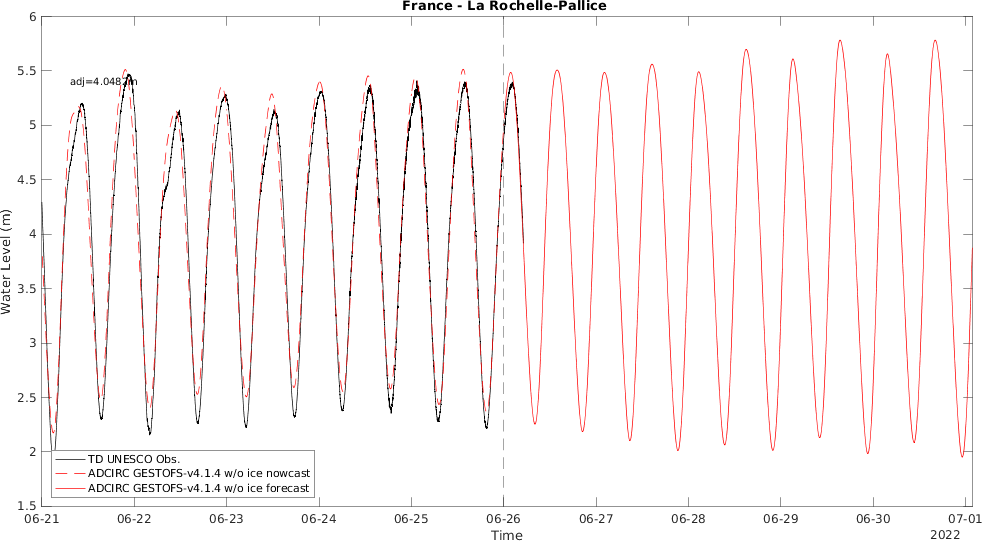 France - La Rochelle-Pallice
6
5.5
5
4.5
4
3.5
3
2.5
2
1.5
Water Level (m)
adj=4.0482m
TD UNESCO Obs.
ADCIRC GESTOFS-v4.1.4 w/o ice nowcast
ADCIRC GESTOFS-v4.1.4 w/o ice forecast
06-21 06-22 06-23 06-24 06-25 06-26 06-27 06-28 06-29 06-30 07-01
Time
2022